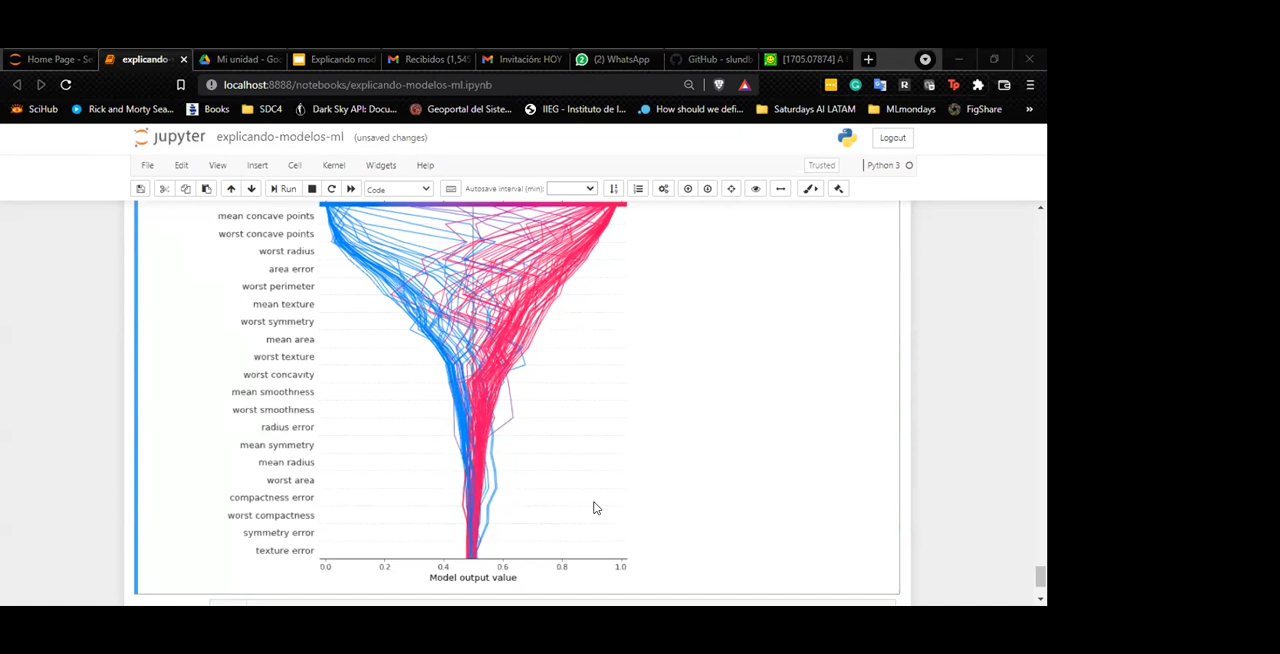 Home Page - Se
explicando-
Mi unidad - Goo
Explicando mod
Recibidos (1,545
Invitación: HOY
(2) WhatsApp
GitHub - slundb
[1705.07874] A
localhost:8888/notebooks/explicando-modelos-ml.ipynb
SciHub
Rick and Morty Sea...
Books
SDC4
Dark Sky API: Docu...
Geoportal del Siste...
IIEG - Instituto de I...
How should we defi...
Saturdays AI LATAM
MLmondays
FigShare
»
jupyter
explicando-modelos-ml
(unsaved changes)
Logout
File
Edit
View
Insert
Cell
Kernel
Widgets
Help
Trusted
Python 3
Run
Code
Autosave interval (min):
mean concave points
worst concave points
worst radius
area error
worst perimeter
mean texture
worst symmetry
mean area
worst texture
worst concavity
mean smoothness
worst smoothness
radius error
mean symmetry
mean radius
worst area
compactness error
worst compactness
symmetry error
texture error
0.0 0.2 0.4 0.6 0.8 1.0
Model output value